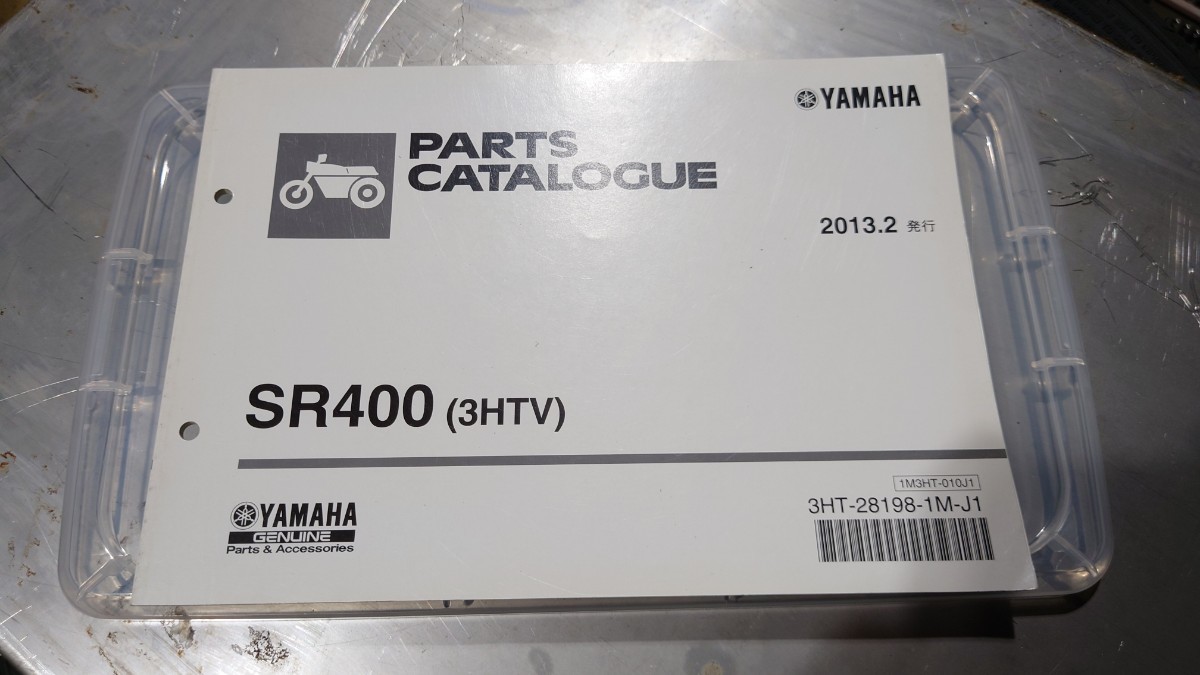 YAMAHA
PARTS
CATALOGUE
2013.2 発行
SR400 (3HTV)
1M3HT-010J1
3HT-28198-1M-J1
YAMAHA
GENUINE
Parts & Accessories